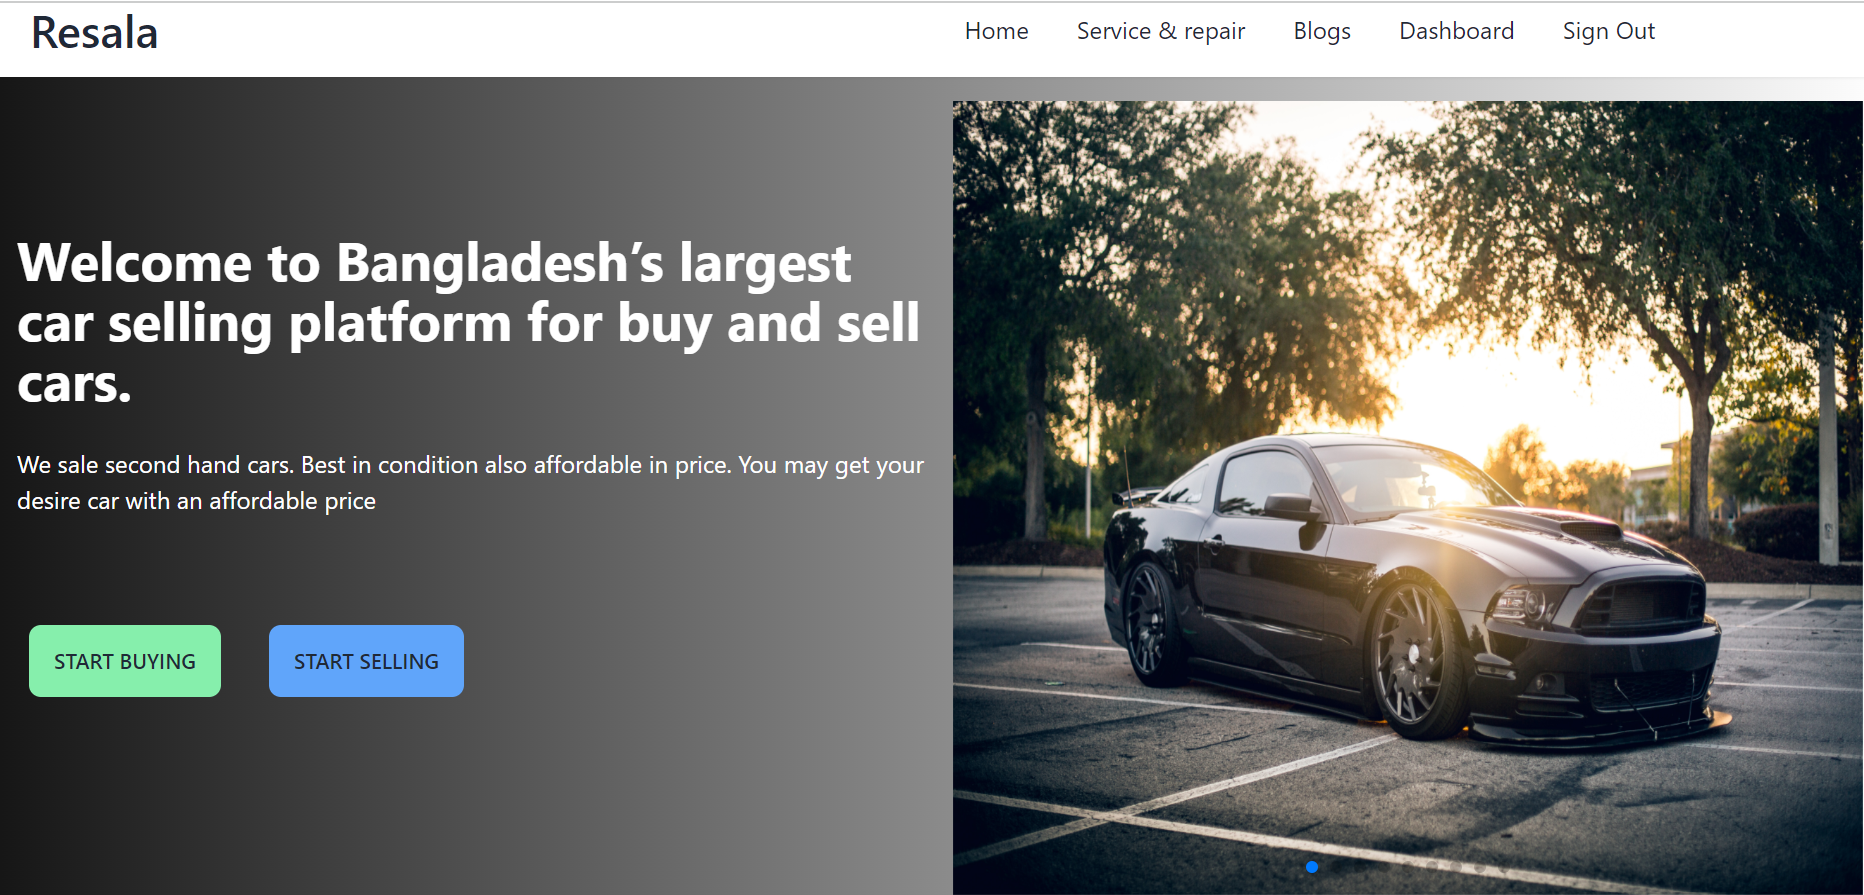 Resala
Home Service & repair Blogs Dashboard Sign Out
Welcome to Bangladesh’s largest
car selling platform for buy and sell
cars.
We sale second hand cars. Best in condition also affordable in price. You may get your
desire car with an affordable price
START BUYING START SELLING